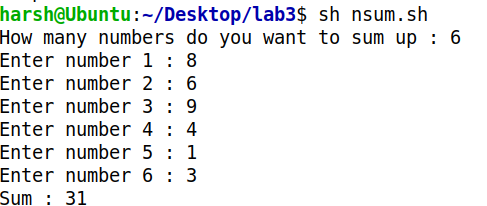 harsh@Ubuntu:~/Desktop/lab3$ sh nsum.sh
How many numbers do you want to sum up : 6
Enter number 1 : 8
Enter number 2 : 6
Enter number 3 : 9
Enter number 4 : 4
Enter number 5 : 1
Enter number 6 : 3
Sum : 31